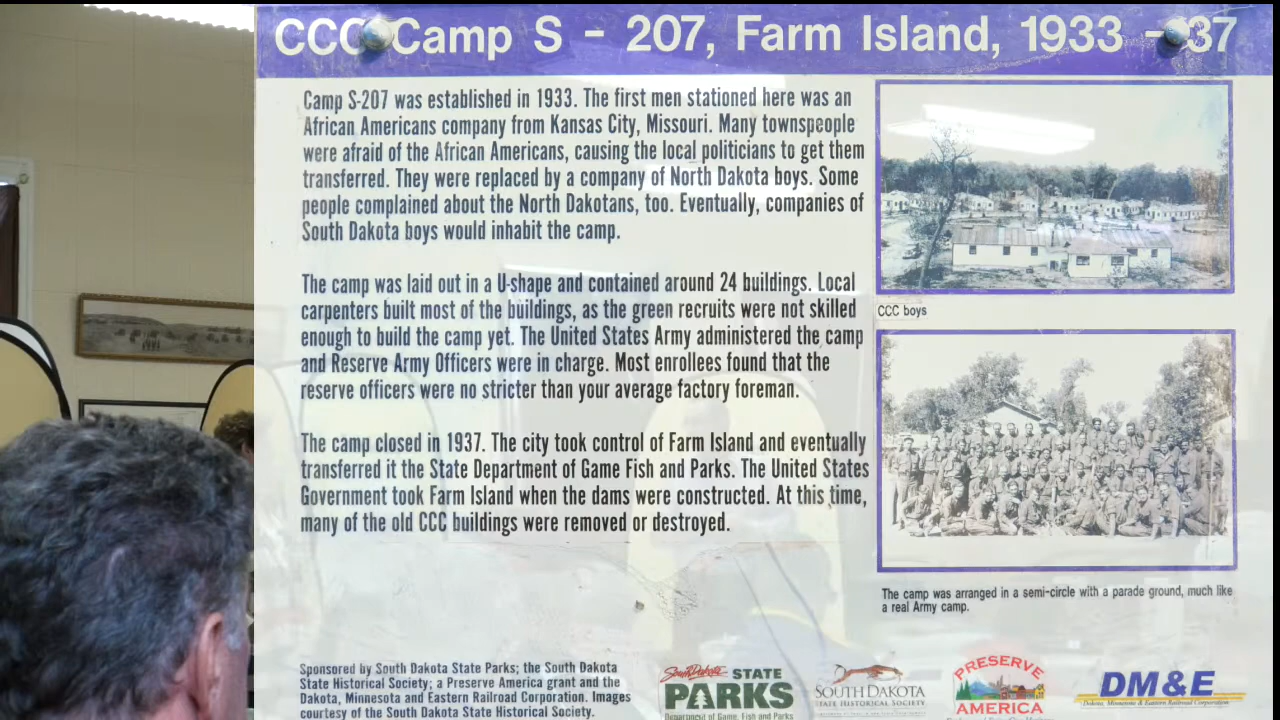 CCC Camp S - 207, Farm Island, 1933 - 37
Camp S-207 was established in 1933. The first men stationed here was an
African Americans company from Kansas City, Missouri. Many townspeople
were afraid of the African Americans, causing the local politicians to get them
transferred. They were replaced by a company of North Dakota boys. Some
people complained about the North Dakotans, too. Eventually, companies of
South Dakota boys would inhabit the camp.
The camp was laid out in a U-shape and contained around 24 buildings. Local
carpenters built most of the buildings, as the green recruits were not skilled
enough to build the camp yet. The United States Army administered the camp
and Reserve Army Officers were in charge. Most enrollees found that the
reserve officers were no stricter than your average factory foreman.
The camp closed in 1937. The city took control of Farm Island and eventually
transferred it the State Department of Game Fish and Parks. The United States
Government took Farm Island when the dams were constructed. At this time,
many of the old CCC buildings were removed or destroyed.
CCC boys
The camp was arranged in a semi-circle with a parade ground, much like
a real Army camp.
Sponsored by South Dakota State Parks; the South Dakota
State Historical Society; a Preserve America grant and the
Dakota, Minnesota and Eastern Railroad Corporation. Images
courtesy of the South Dakota State Historical Society.
South Dakota STATE
PARKS
Department of Game, Fish and Parks
SOUTH DAKOTA
STATE HISTORICAL SOCIETY
PRESERVE
AMERICA
DM&E
Dakota, Minnesota & Eastern Railroad Corporation